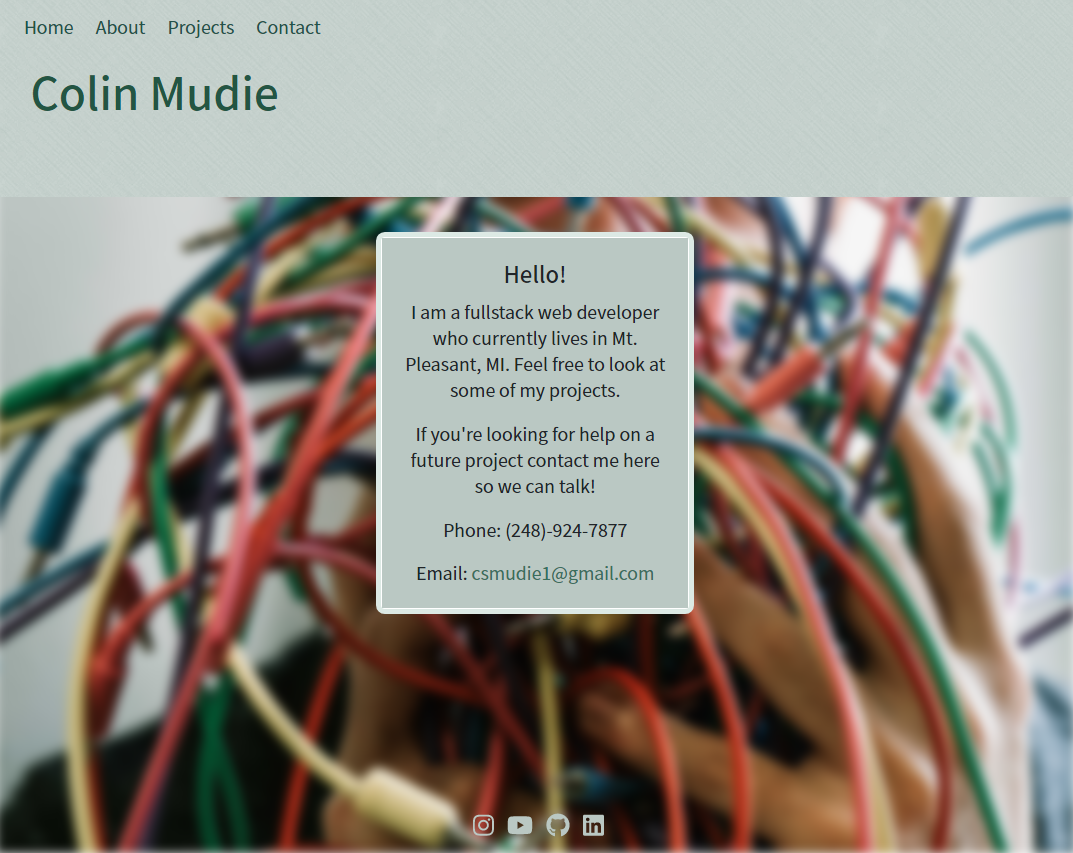 Home About Projects Contact
Colin Mudie
Hello!
I am a fullstack web developer
who currently lives in Mt.
Pleasant, MI. Feel free to look at
some of my projects.
If you're looking for help on a
future project contact me here
so we can talk!
Phone: (248)-924-7877
Email: csmudie1@gmail.com